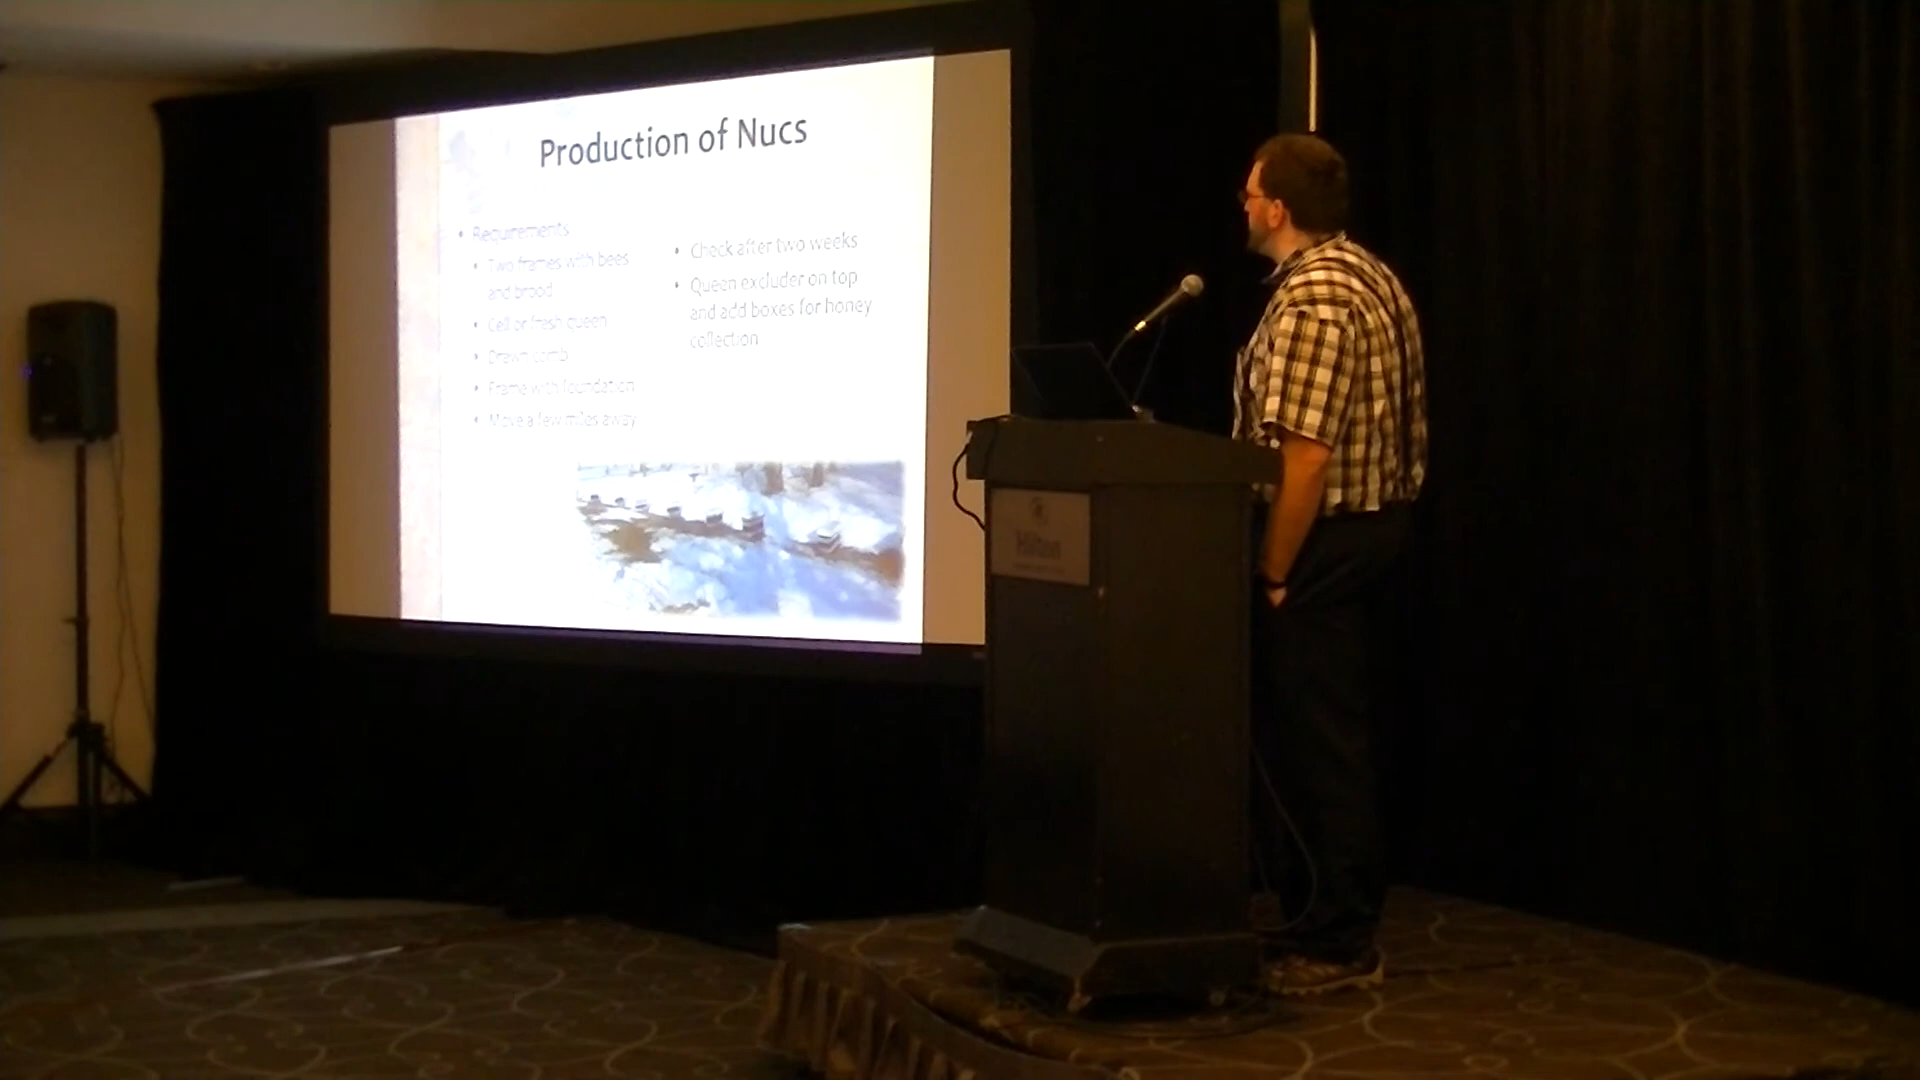 Production of Nucs
• Requirements
• Two frames with bees
and brood
• Cell or fresh queen
• Drawn comb
• Frame with foundation
• Move a few miles away
• Check after two weeks
• Queen excluder on top
and add boxes for honey
collection
Hilton